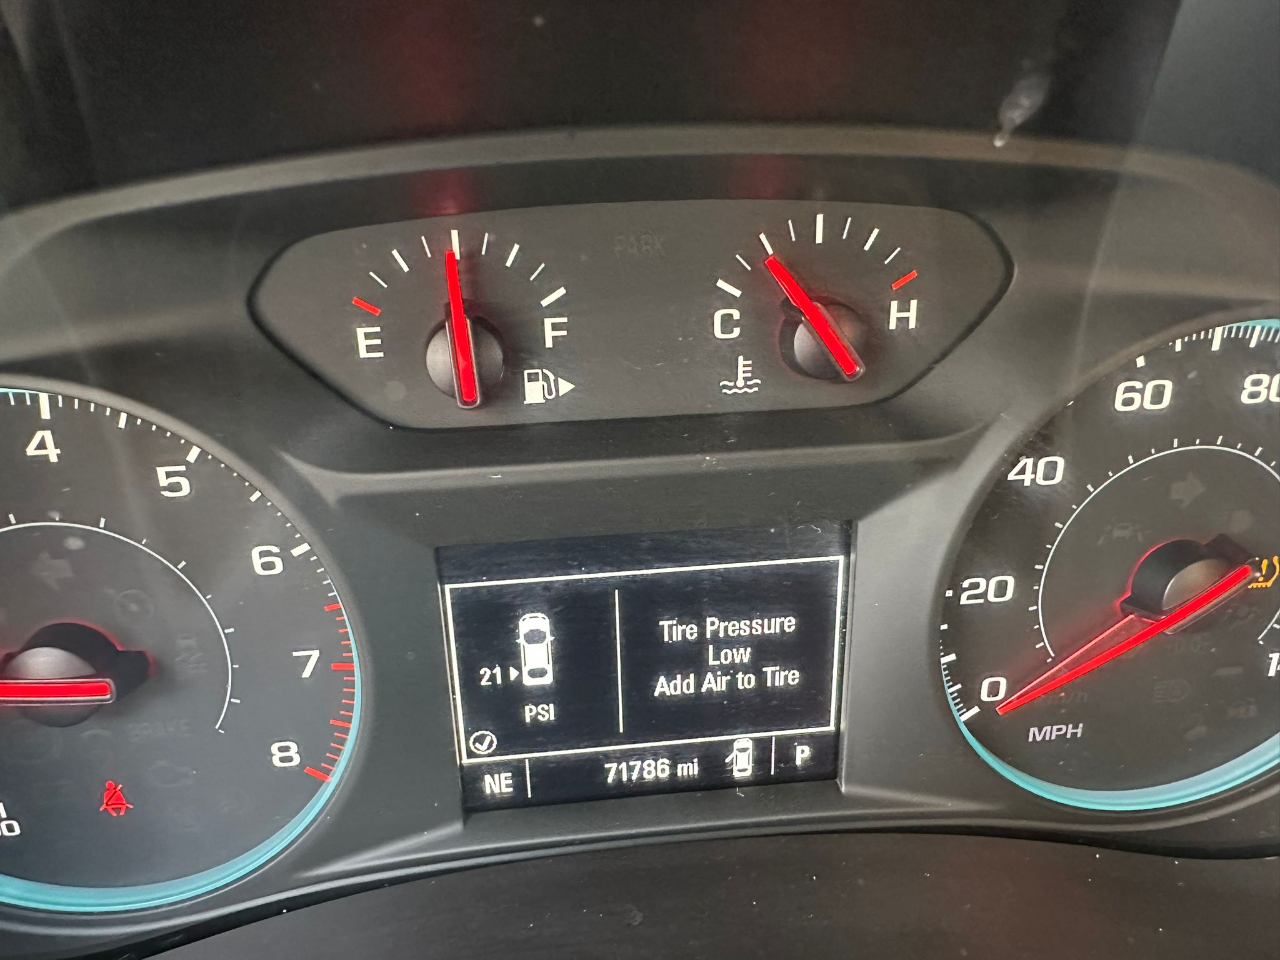 PARK
E
F
C
H
4
5
6
7
8
20
40
60
80
0
MPH
Tire Pressure
Low
Add Air to Tire
21
PSI
NE
71786 mi
P